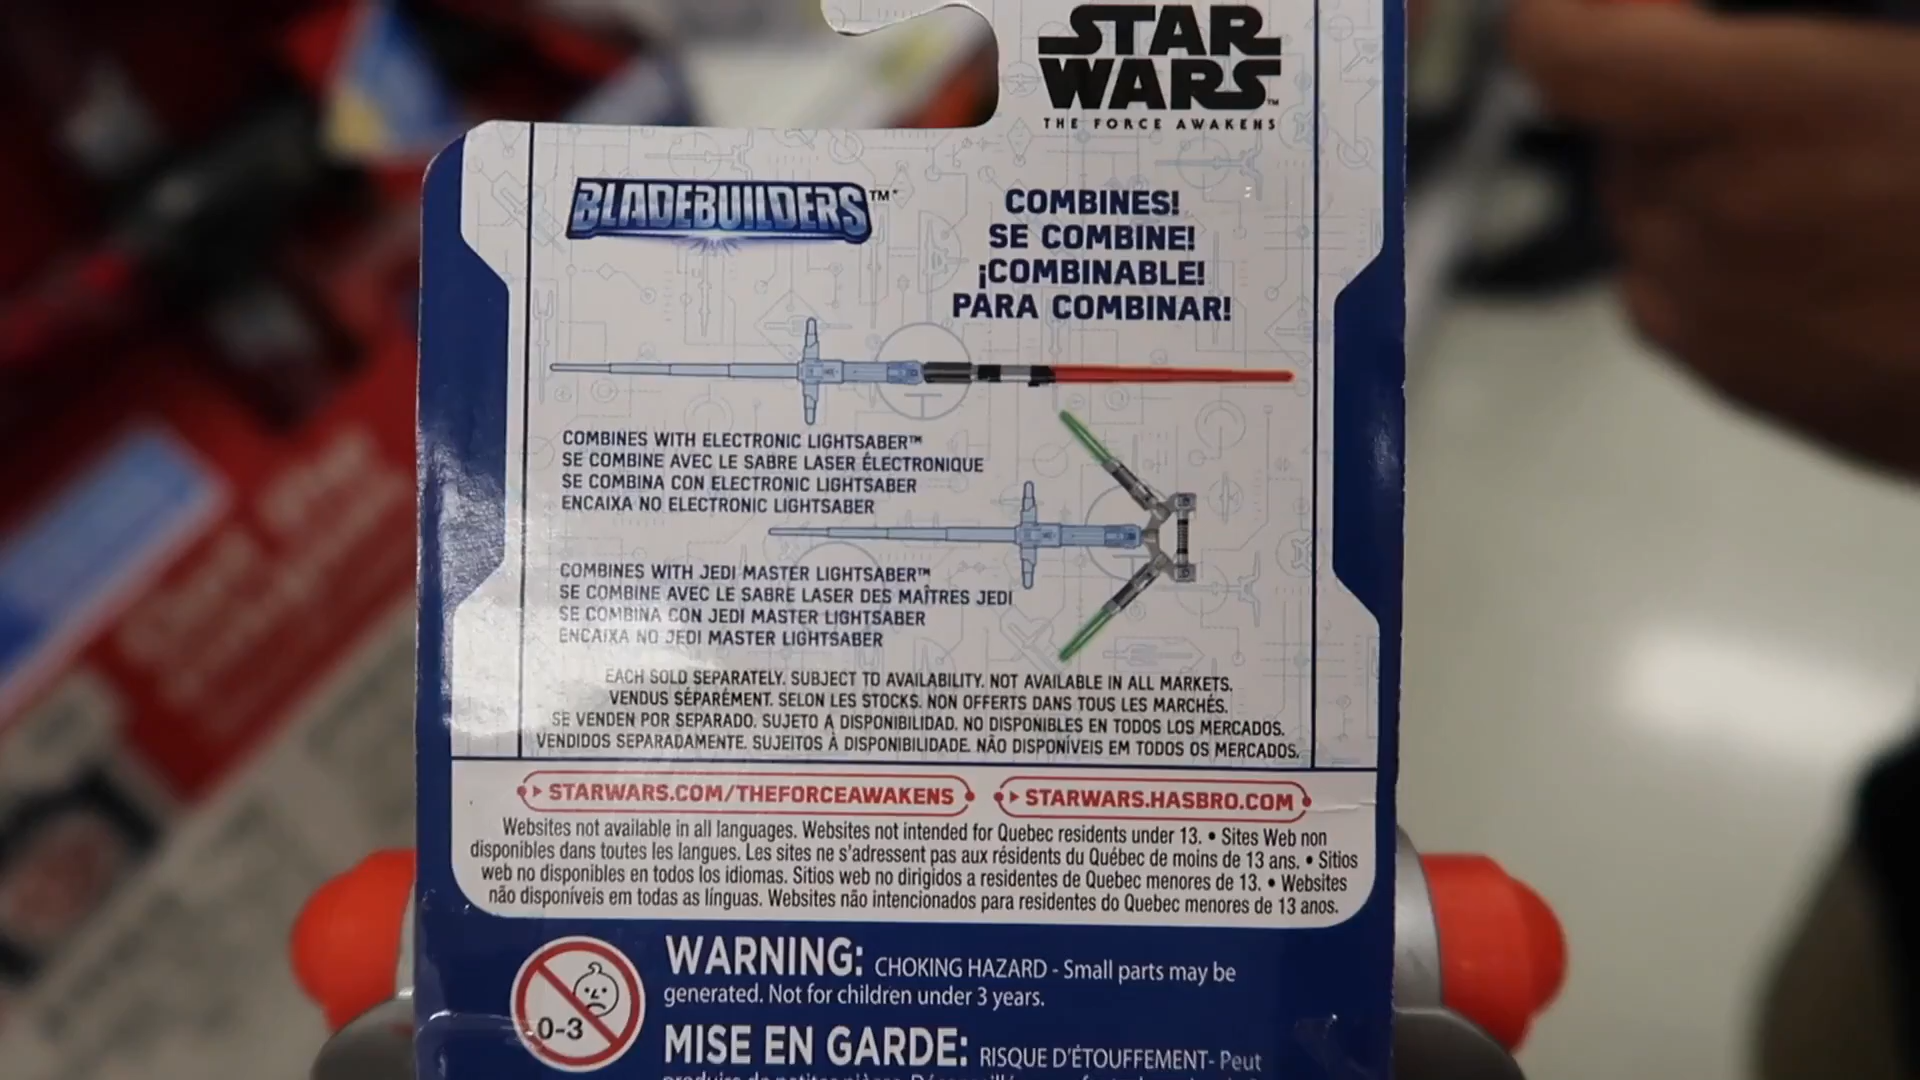 STAR
WARS™
THE FORCE AWAKENS
BLADEBUILDERS™
COMBINES!
SE COMBINE!
¡COMBINABLE!
PARA COMBINAR!
COMBINES WITH ELECTRONIC LIGHTSABER™
SE COMBINE AVEC LE SABRE LASER ÉLECTRONIQUE
SE COMBINA CON ELECTRONIC LIGHTSABER
ENCAIXA NO ELECTRONIC LIGHTSABER
COMBINES WITH JEDI MASTER LIGHTSABER™
SE COMBINE AVEC LE SABRE LASER DES MAÎTRES JEDI
SE COMBINA CON JEDI MASTER LIGHTSABER
ENCAIXA NO JEDI MASTER LIGHTSABER
EACH SOLD SEPARATELY. SUBJECT TO AVAILABILITY. NOT AVAILABLE IN ALL MARKETS.
VENDUS SÉPARÉMENT. SELON LES STOCKS. NON OFFERTS DANS TOUS LES MARCHÉS.
SE VENDEN POR SEPARADO. SUJETO A DISPONIBILIDAD. NO DISPONIBLES EN TODOS LOS MERCADOS.
VENDIDOS SEPARADAMENTE. SUJEITOS À DISPONIBILIDADE. NÃO DISPONÍVEIS EM TODOS OS MERCADOS.
STARWARS.COM/THEFORCEAWAKENS
STARWARS.HASBRO.COM
Websites not available in all languages. Websites not intended for Quebec residents under 13. • Sites Web non
disponibles dans toutes les langues. Les sites ne s'adressent pas aux résidents du Québec de moins de 13 ans. • Sitios
web no disponibles en todos los idiomas. Sitios web no dirigidos a residentes de Quebec menores de 13. • Websites
não disponíveis em todas as línguas. Websites não intencionados para residentes do Quebec menores de 13 anos.
0-3
WARNING: CHOKING HAZARD - Small parts may be
generated. Not for children under 3 years.
MISE EN GARDE: RISQUE D'ÉTOUFFEMENT- Peut